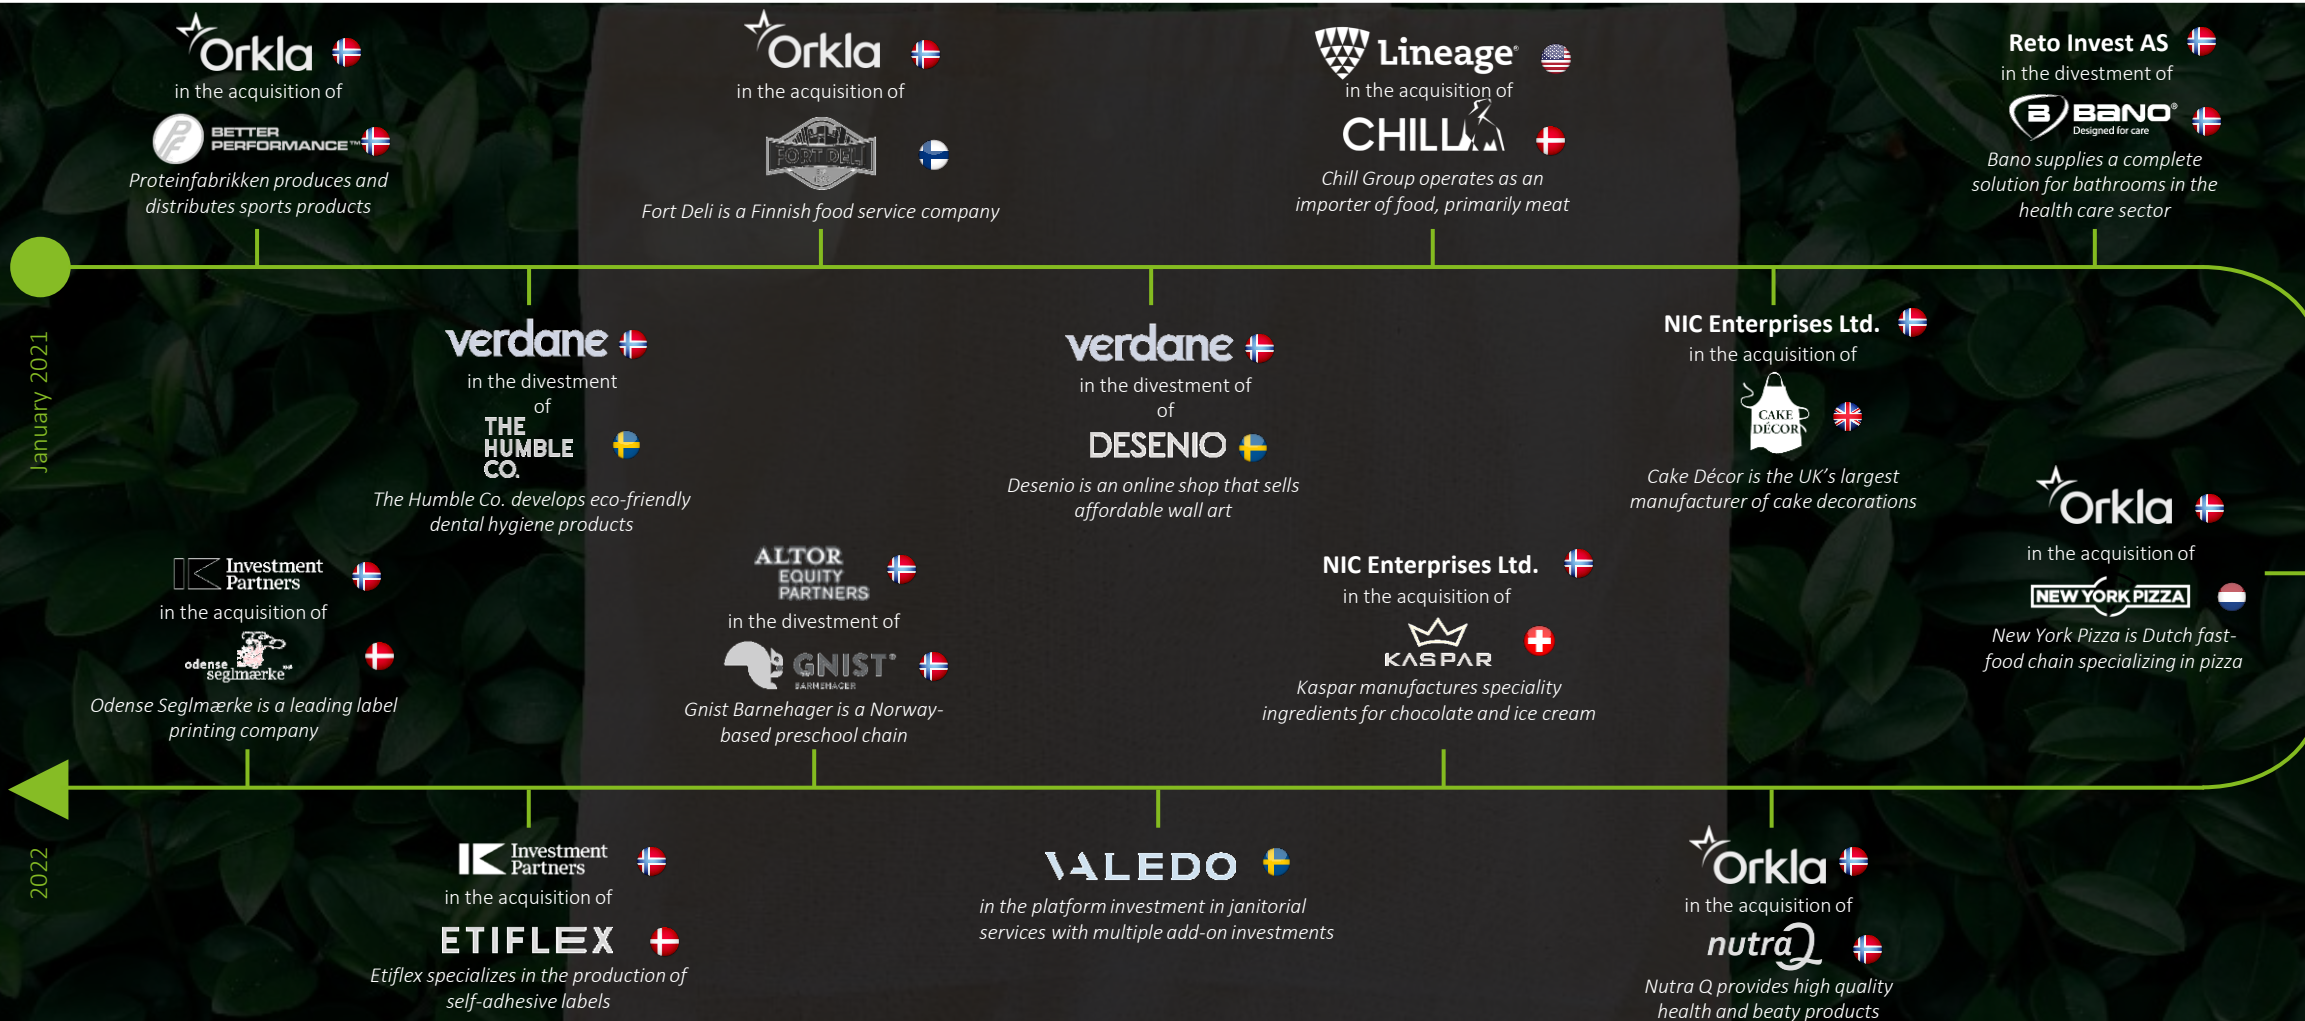 Orkla
in the acquisition of
PF BETTER
PERFORMANCE™
Proteinfabrikken produces and
distributes sports products
Orkla
in the acquisition of
FORT DELI
Fort Deli is a Finnish food service company
Lineage®
in the acquisition of
CHILL
Chill Group operates as an
importer of food, primarily meat
Reto Invest AS
in the divestment of
B BANO®
Designed for care
Bano supplies a complete
solution for bathrooms in the
health care sector
January 2021
verdane
in the divestment
of
THE
HUMBLE
CO.
The Humble Co. develops eco-friendly
dental hygiene products
verdane
in the divestment of
of
DESENIO
Desenio is an online shop that sells
affordable wall art
NIC Enterprises Ltd.
in the acquisition of
CAKE
DÉCOR
Cake Décor is the UK’s largest
manufacturer of cake decorations
Orkla
in the acquisition of
NEW YORK PIZZA
New York Pizza is Dutch fast-
food chain specializing in pizza
IK Investment
Partners
in the acquisition of
odense
seglmærke
Odense Seglmærke is a leading label
printing company
ALTOR
EQUITY
PARTNERS
in the divestment of
GNIST®
BARNEHAGER
Gnist Barnehager is a Norway-
based preschool chain
NIC Enterprises Ltd.
in the acquisition of
KASPAR
Kaspar manufactures speciality
ingredients for chocolate and ice cream
2022
IK Investment
Partners
in the acquisition of
ETIFLEX
Etiflex specializes in the production of
self-adhesive labels
VALEDO
in the platform investment in janitorial
services with multiple add-on investments
Orkla
in the acquisition of
nutraQ
Nutra Q provides high quality
health and beaty products